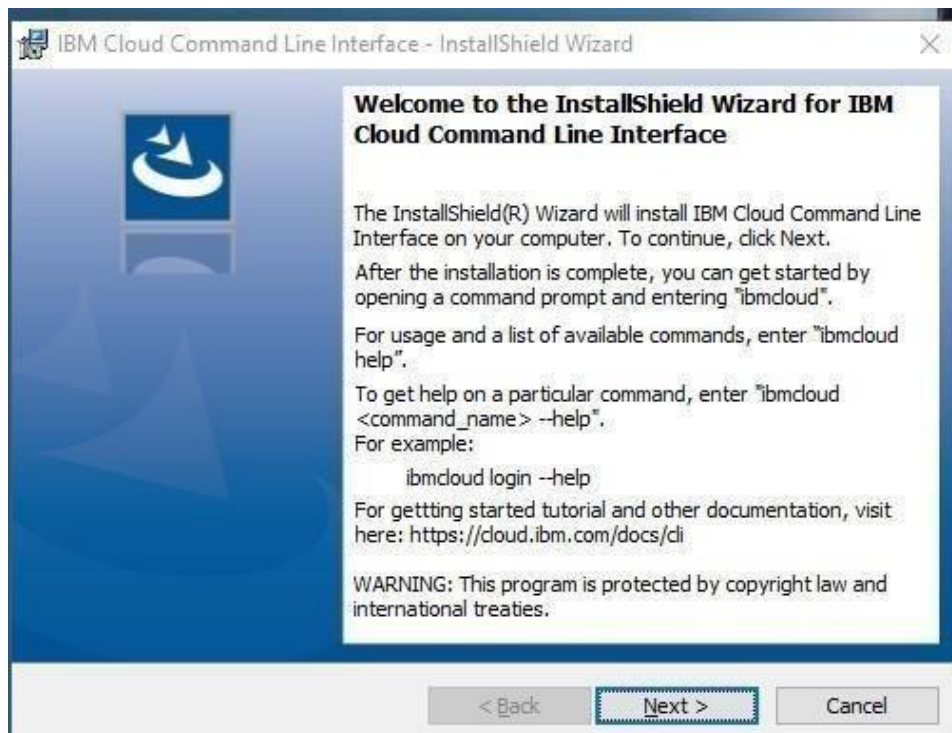 IBM Cloud Command Line Interface - InstallShield Wizard
Welcome to the InstallShield Wizard for IBM
Cloud Command Line Interface
The InstallShield(R) Wizard will install IBM Cloud Command Line
Interface on your computer. To continue, click Next.
After the installation is complete, you can get started by
opening a command prompt and entering "ibmcloud".
For usage and a list of available commands, enter "ibmcloud
help".
To get help on a particular command, enter "ibmcloud
<command_name> --help".
For example:
ibmcloud login --help
For gettting started tutorial and other documentation, visit
here: https://cloud.ibm.com/docs/cli
WARNING: This program is protected by copyright law and
international treaties.
< Back
Next >
Cancel